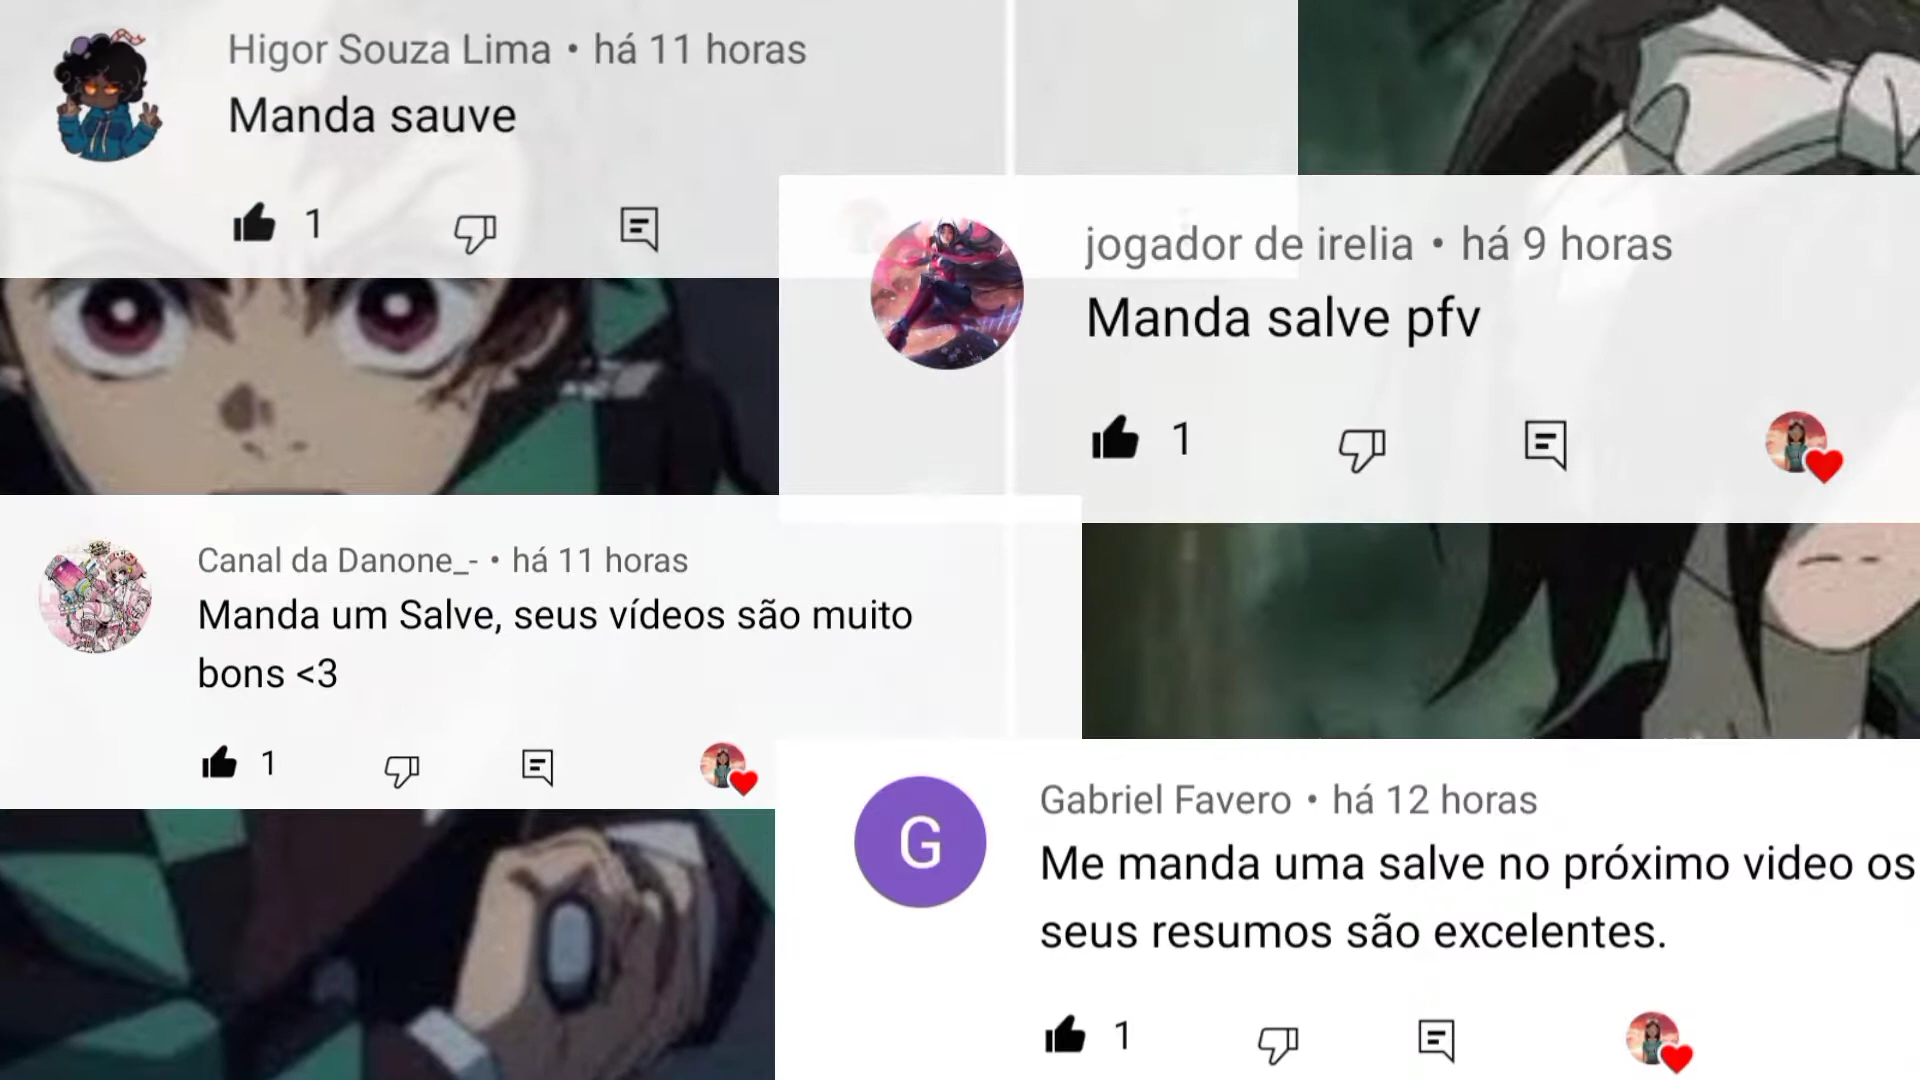 Higor Souza Lima • há 11 horas
Manda sauve
1
jogador de irelia • há 9 horas
Manda salve pfv
1
Canal da Danone_- • há 11 horas
Manda um Salve, seus vídeos são muito
bons <3
1
G
Gabriel Favero • há 12 horas
Me manda uma salve no próximo video os
seus resumos são excelentes.
1